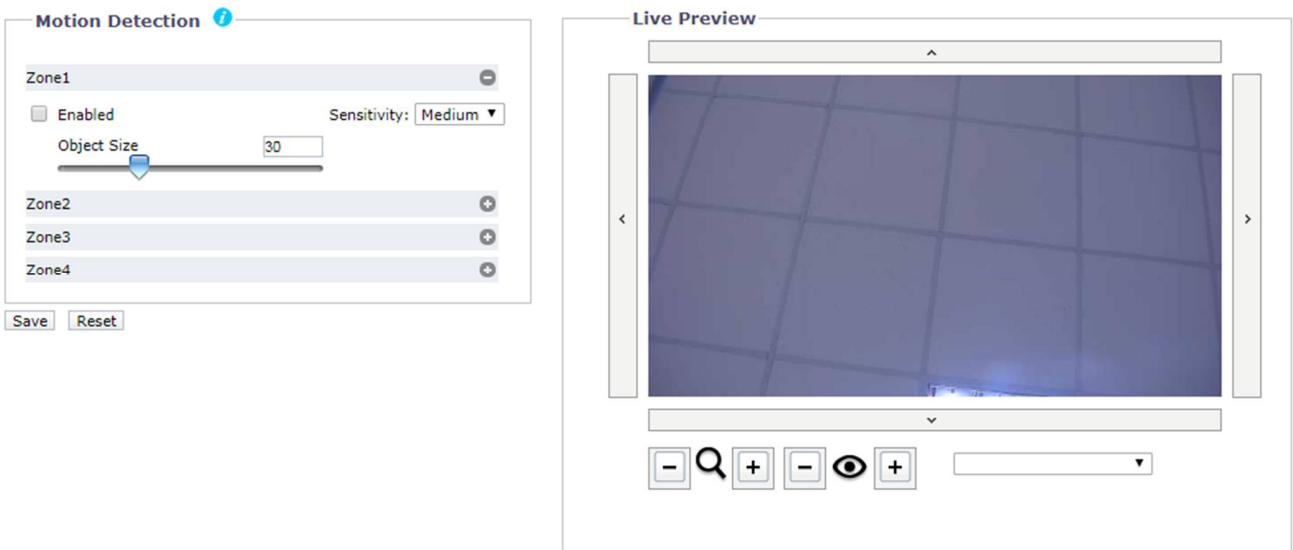 Motion Detection
Zone1
Enabled
Sensitivity: Medium
Object Size 30
Zone2
Zone3
Zone4
Save Reset
Live Preview